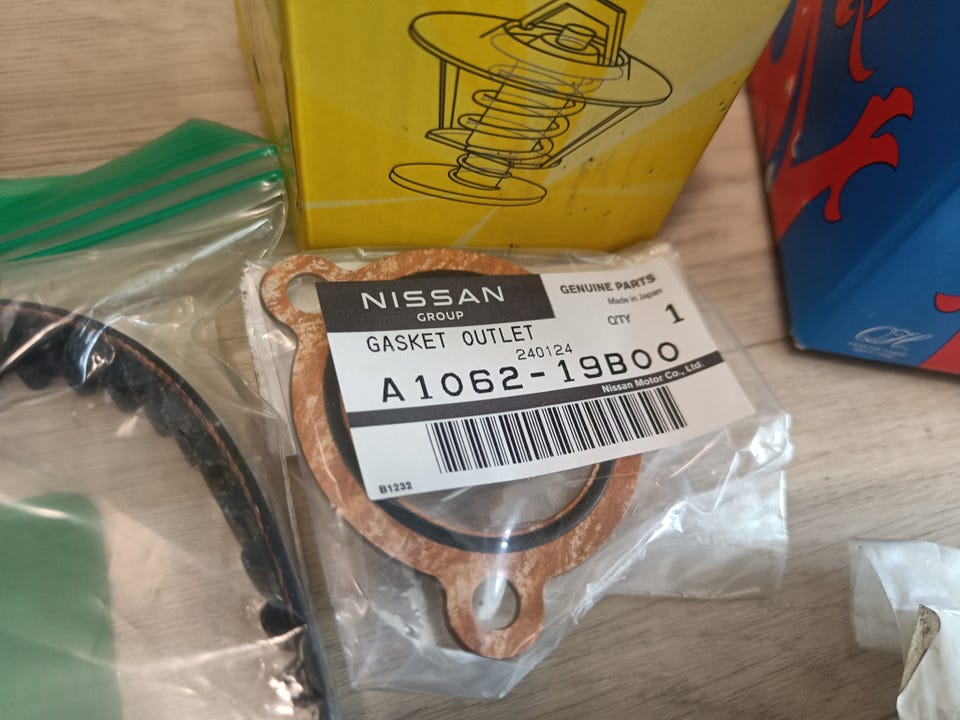 NISSAN
GROUP
GENUINE PARTS
Made in Japan
QTY 1
GASKET OUTLET
240124
A1062-19B00
Nissan Motor Co., Ltd.
B1232
QH